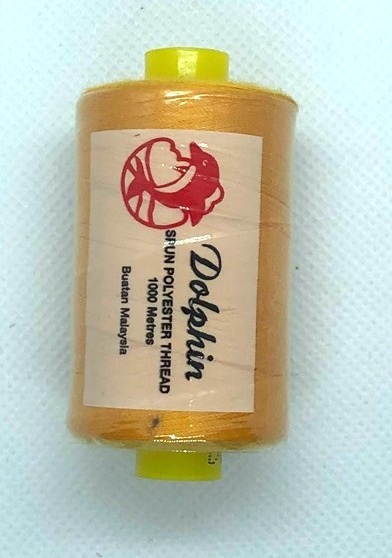 Dolphin
SPUN POLYESTER THREAD
1000 Metres
Buatan Malaysia